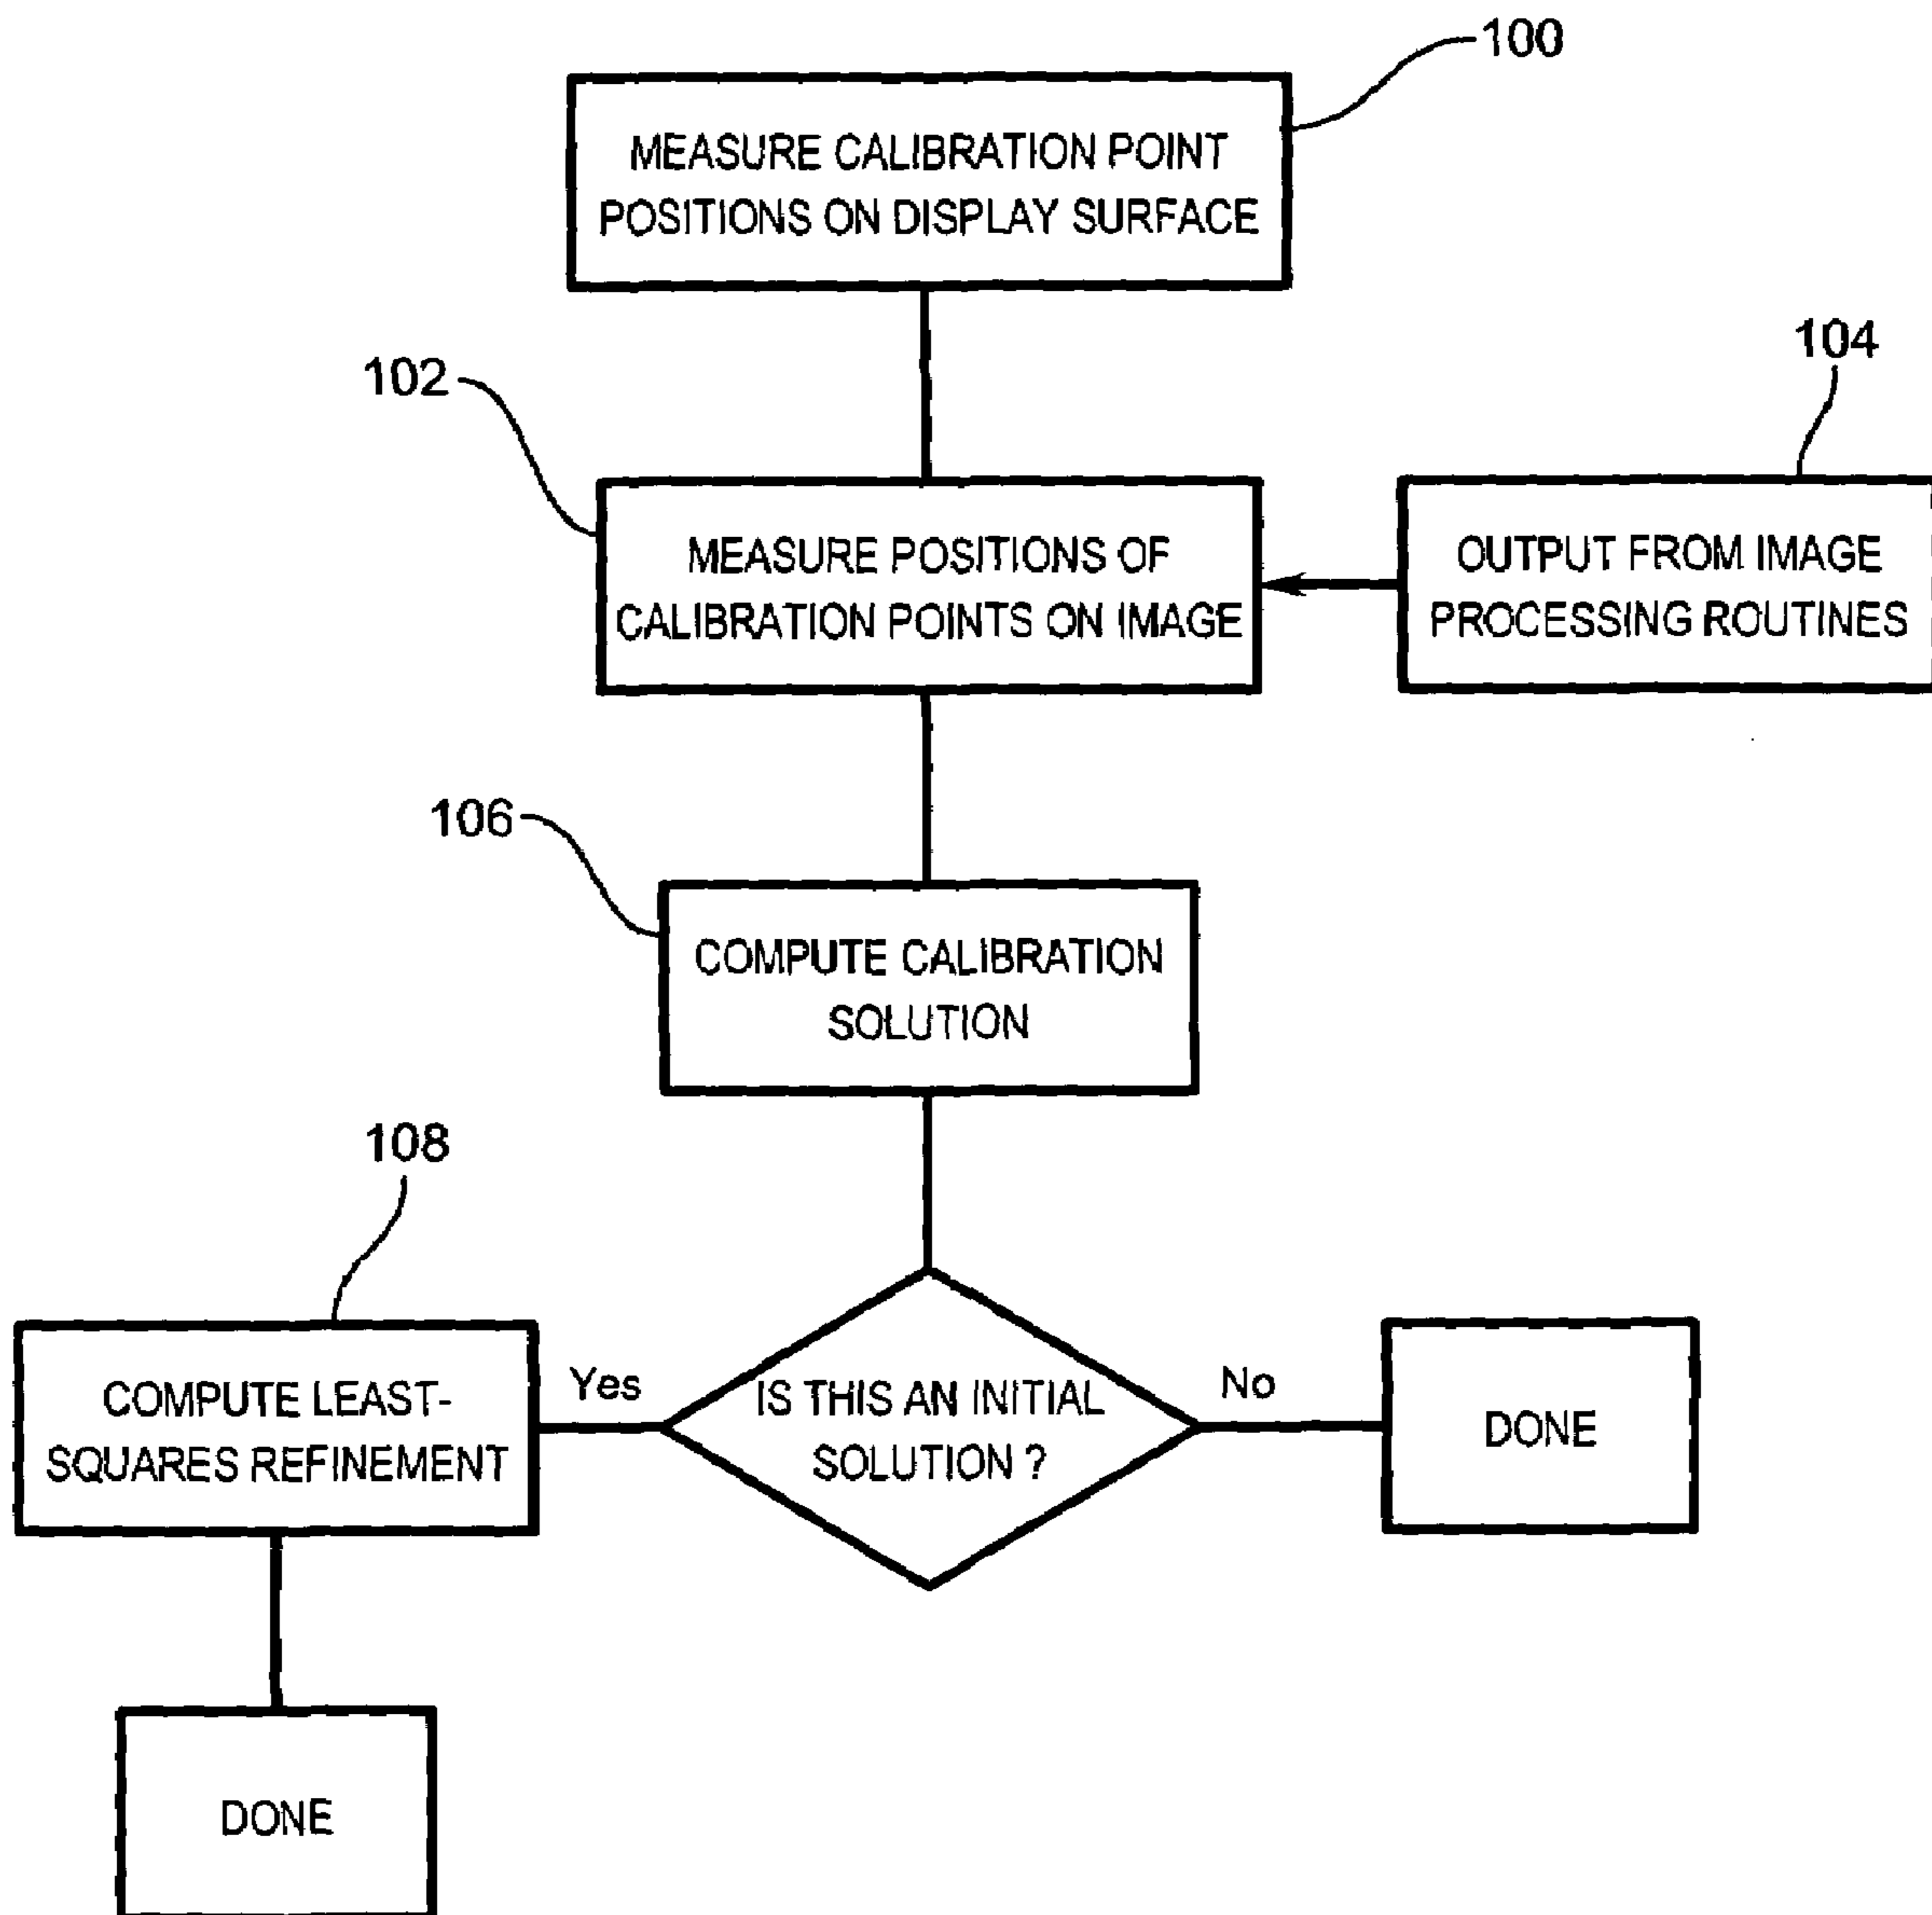 100
MEASURE CALIBRATION POINT
POSITIONS ON DISPLAY SURFACE
104
102
MEASURE POSITIONS OF
CALIBRATION POINTS ON IMAGE
OUTPUT FROM IMAGE
PROCESSING ROUTINES
106
COMPUTE CALIBRATION
SOLUTION
108
COMPUTE LEAST-
SQUARES REFINEMENT
Yes
IS THIS AN INITIAL
SOLUTION ?
No
DONE
DONE